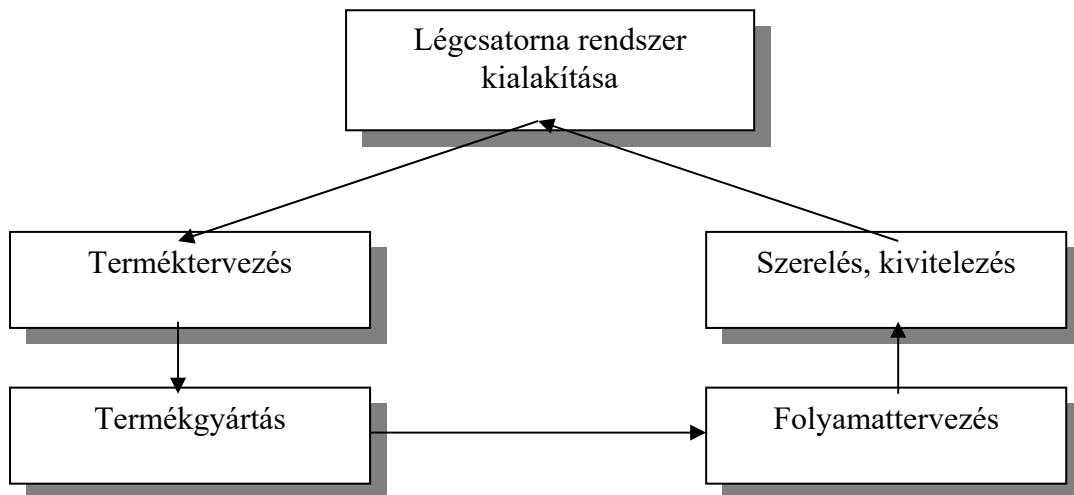 Légcsatorna rendszer
kialakítása
Terméktervezés
Szerelés, kivitelezés
Termékgyártás
Folyamattervezés